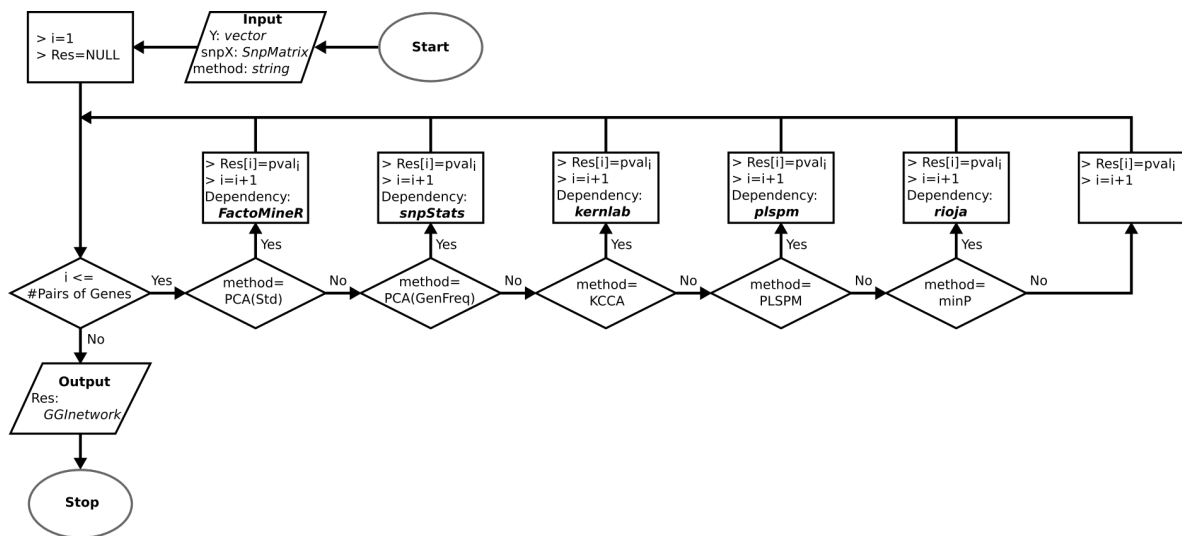 Start
Input
Y: vector
snpX: SnpMatrix
method: string
> i=1
> Res=NULL
> Res[i]=pvali
> i=i+1
Dependency:
FactoMineR
> Res[i]=pvali
> i=i+1
Dependency:
snpStats
> Res[i]=pvali
> i=i+1
Dependency:
kernlab
> Res[i]=pvali
> i=i+1
Dependency:
plspm
> Res[i]=pvali
> i=i+1
Dependency:
rioja
> Res[i]=pvali
> i=i+1
Yes
Yes
Yes
Yes
Yes
i <=
#Pairs of Genes
Yes
method=
PCA(Std)
No
method=
PCA(GenFreq)
No
method=
KCCA
No
method=
PLSPM
No
method=
minP
No
No
Output
Res:
GGInetwork
Stop